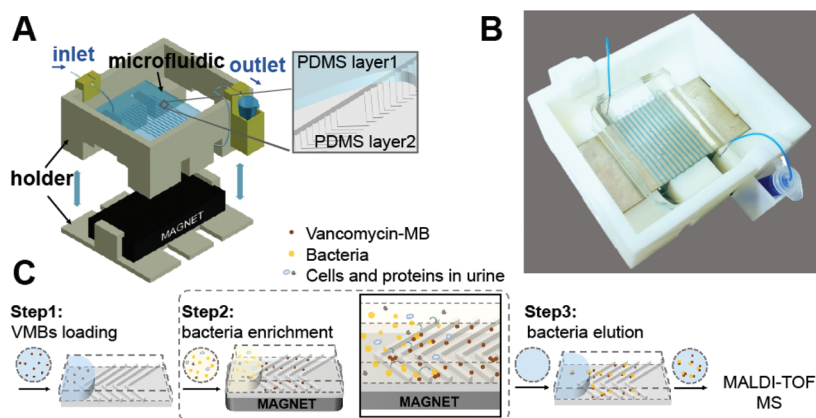 A
inlet
microfluidic
outlet
PDMS layer1
PDMS layer2
holder
MAGNET
B
Vancomycin-MB
Bacteria
Cells and proteins in urine
C
Step1:
VMBs loading
Step2:
bacteria enrichment
MAGNET
MAGNET
Step3:
bacteria elution
MALDI-TOF
MS